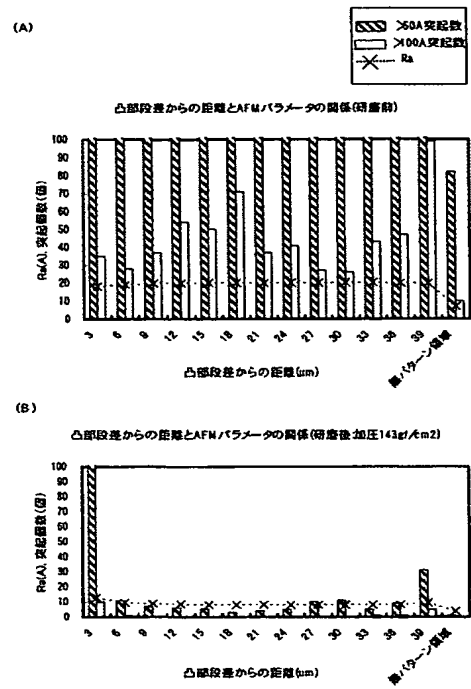 (A)
>50A突起数
>100A突起数
Ra
凸部段差からの距離とAFMパラメータの関係(研磨前)
Ra(A), 突起個数(個)
100
90
80
70
60
50
40
30
20
10
0
3 6 9 12 15 18 21 24 27 30 33 36 39
パターン領域
凸部段差からの距離(um)
(B)
凸部段差からの距離とAFMパラメータの関係(研磨後:加圧143gf/cm2)
Ra(A), 突起個数(個)
100
90
80
70
60
50
40
30
20
10
0
3 6 9 12 15 18 21 24 27 30 33 36 39
パターン領域
凸部段差からの距離(um)